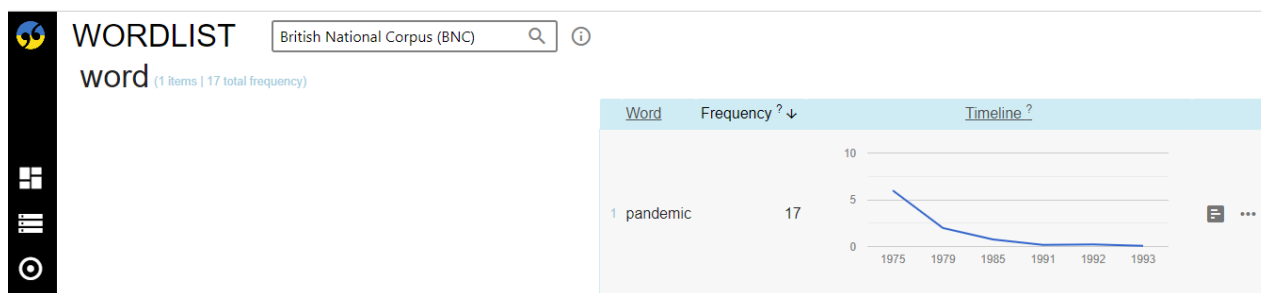 WORDLIST British National Corpus (BNC)
word (1 items | 17 total frequency)
Word Frequency ? ↓ Timeline ?
10
5
0
1 pandemic 17
1975 1979 1985 1991 1992 1993